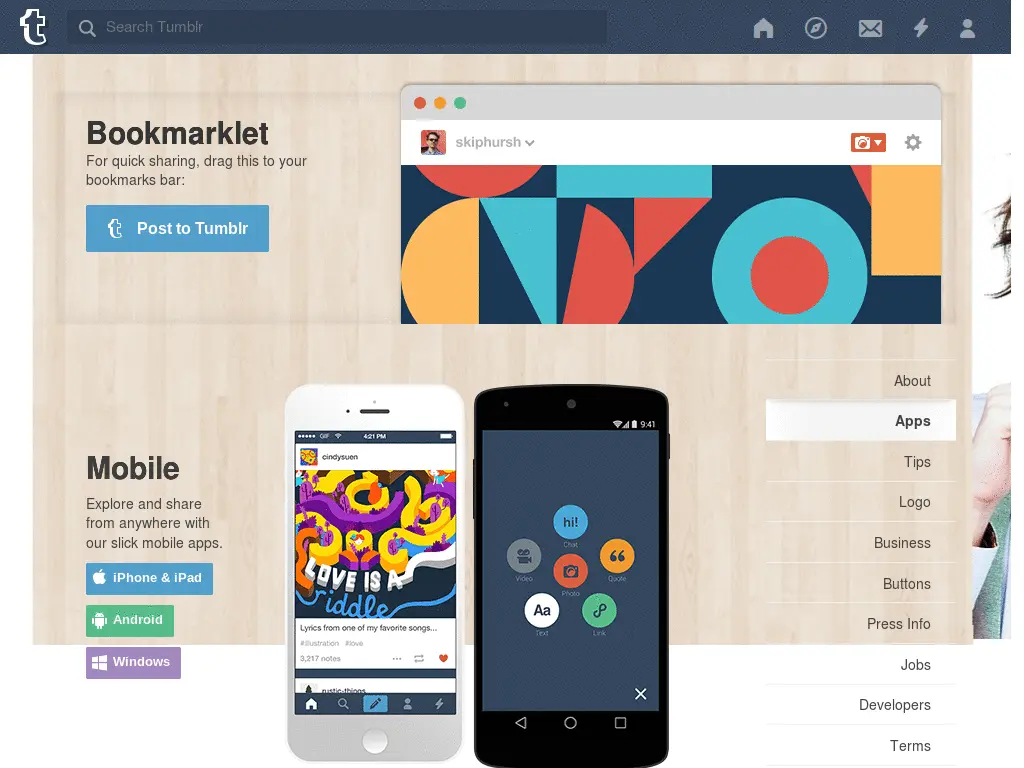 Search Tumblr
Bookmarklet
For quick sharing, drag this to your
bookmarks bar:
Post to Tumblr
skiphursh
Mobile
Explore and share
from anywhere with
our slick mobile apps.
iPhone & iPad
Android
Windows
GIF 4:21 PM
cindysuen
LOVE IS A
riddle
Lyrics from one of my favorite songs...
#illustration #love
3,217 notes
rustic-things
9:41
hi!
Chat
Video
Quote
Photo
Aa
Text
Link
About
Apps
Tips
Logo
Business
Buttons
Press Info
Jobs
Developers
Terms